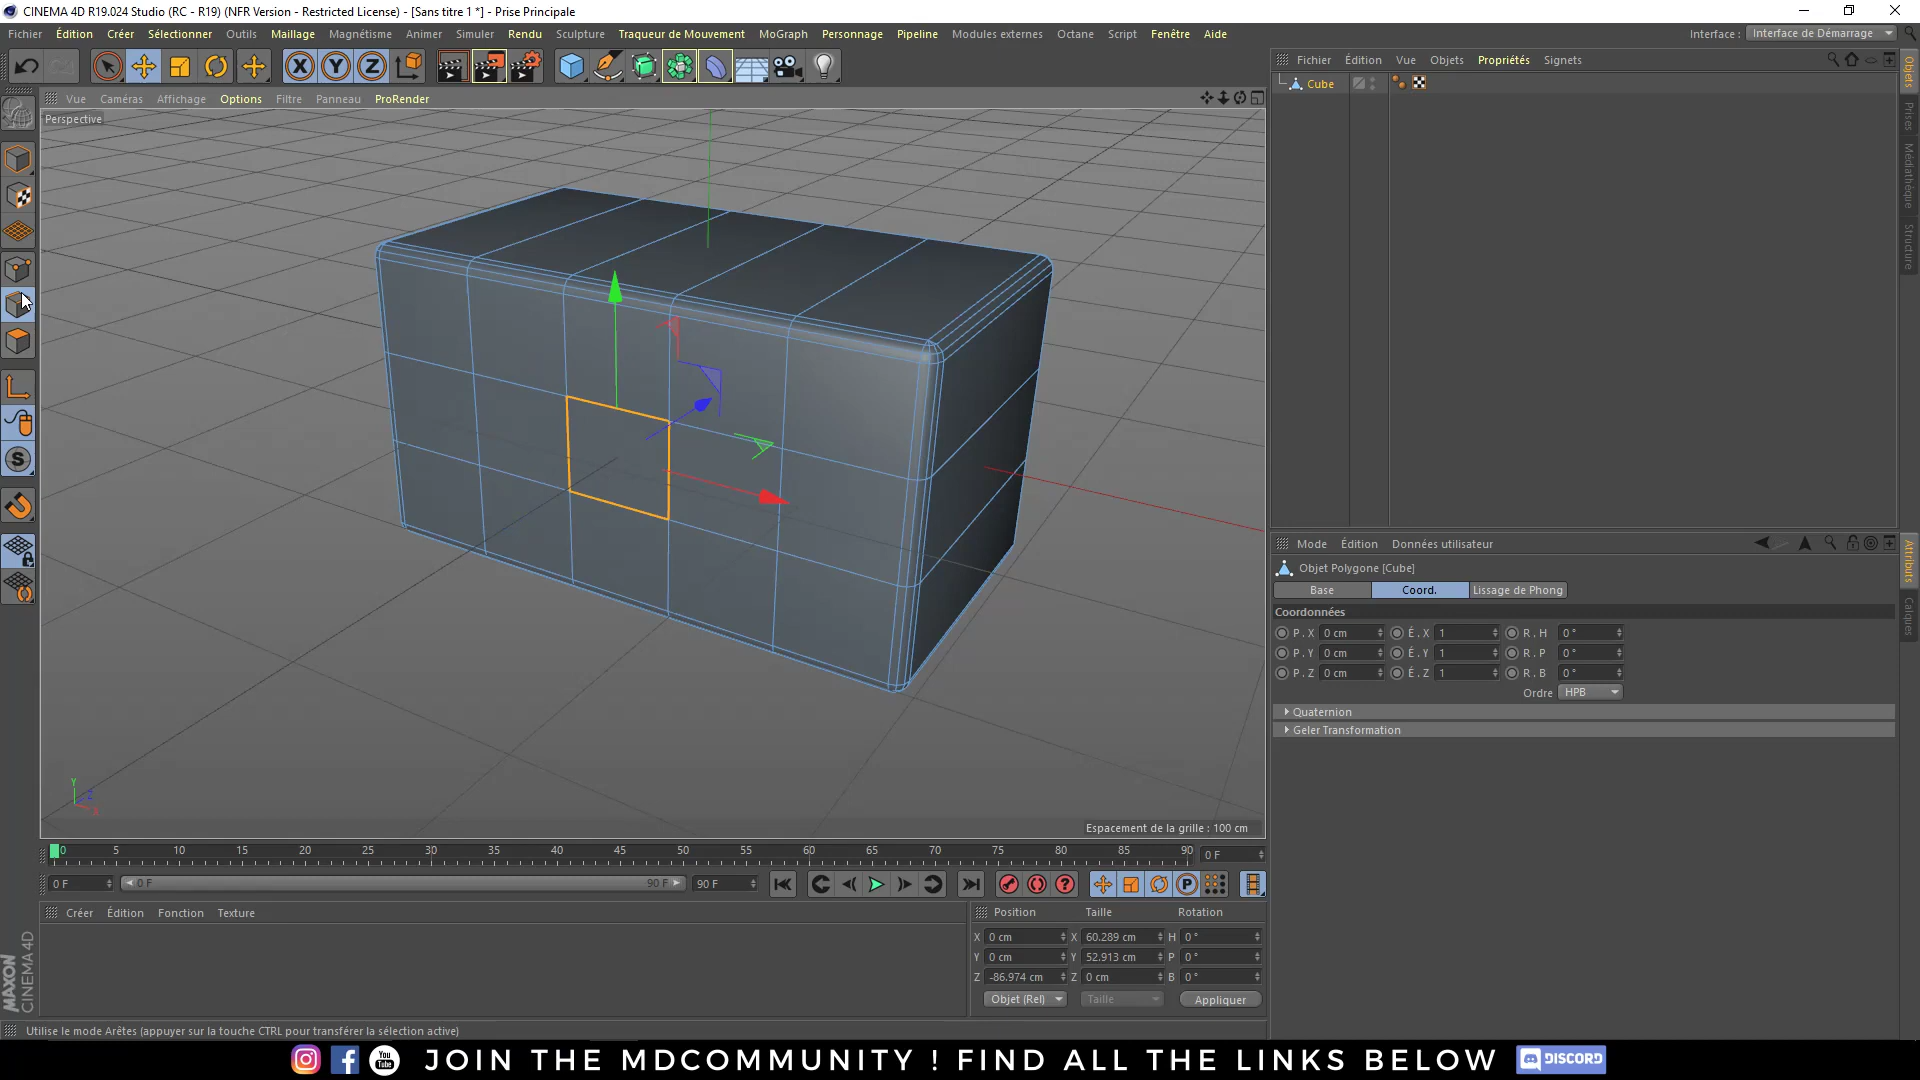 CINEMA 4D R19.024 Studio (RC - R19) (NFR Version - Restricted License) - [Sans titre 1 *] - Prise Principale
Fichier Édition Créer Sélectionner Outils Maillage Magnétisme Animer Simuler Rendu Sculpture Traqueur de Mouvement MoGraph Personnage Pipeline Modules externes Octane Script Fenêtre Aide Interface : Interface de Démarrage
Fichier Édition Vue Objets Propriétés Signets
Vue Caméras Affichage Options Filtre Panneau ProRender
Perspective
Cube
Objets
Prises
Médiathèque
Structure
Mode Édition Données utilisateur
Objet Polygone [Cube]
Base Coord. Lissage de Phong
Coordonnées
P . X 0 cm É . X 1 R . H 0 °
P . Y 0 cm É . Y 1 R . P 0 °
P . Z 0 cm É . Z 1 R . B 0 °
Ordre HPB
Quaternion
Geler Transformation
Attributs
Calques
Y
Z
X
Espacement de la grille : 100 cm
0 5 10 15 20 25 30 35 40 45 50 55 60 65 70 75 80 85 90 0 F
0 F 0 F 90 F 90 F
Créer Édition Fonction Texture
Position Taille Rotation
X 0 cm X 60.289 cm H 0 °
Y 0 cm Y 52.913 cm P 0 °
Z -86.974 cm Z 0 cm B 0 °
Objet (Rel) Taille Appliquer
MAXON
CINEMA 4D
Utilise le mode Arêtes (appuyer sur la touche CTRL pour transférer la sélection active)
You Tube JOIN THE MDCOMMUNITY ! FIND ALL THE LINKS BELOW DISCORD